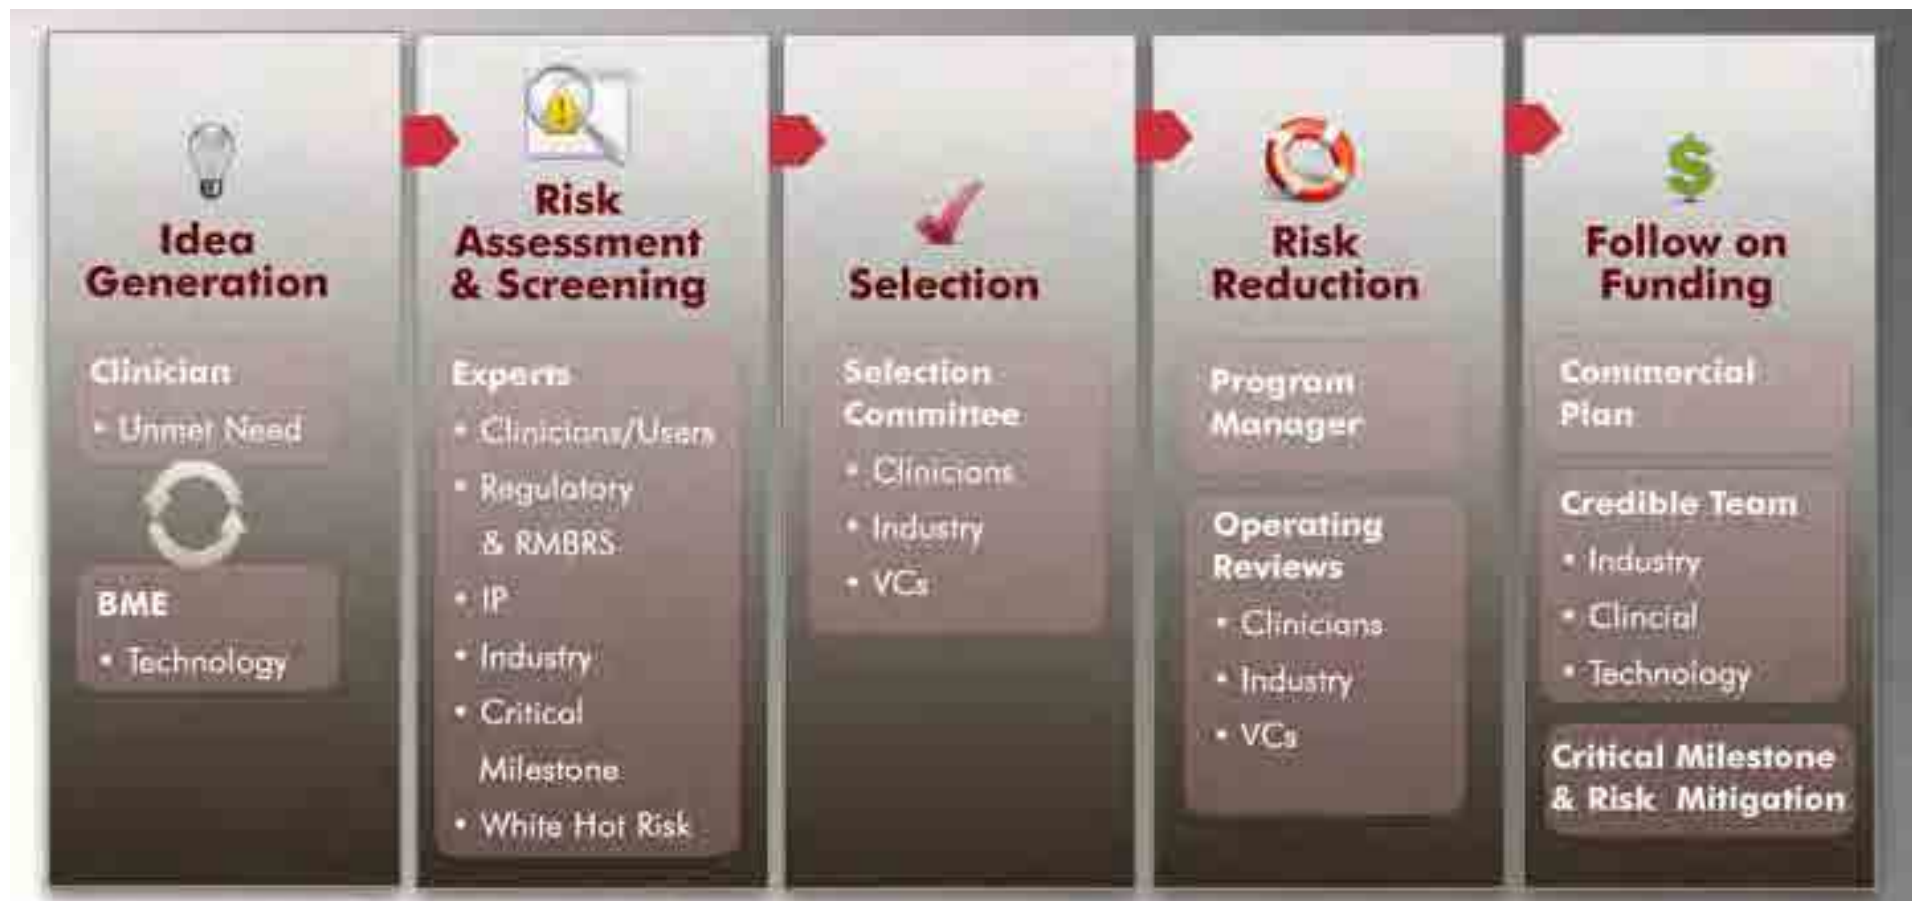 Idea
Generation
Clinician
• Unmet Need
BME
• Technology
Risk
Assessment
& Screening
Experts
• Clinicians/Users
• Regulatory
& RMBRS
• IP
• Industry
• Critical
Milestone
• White Hot Risk
Selection
Selection
Committee
• Clinicians
• Industry
• VCs
Risk
Reduction
Program
Manager
Operating
Reviews
• Clinicians
• Industry
• VCs
Follow on
Funding
Commercial
Plan
Credible Team
• Industry
• Clincial
• Technology
Critical Milestone
& Risk Mitigation